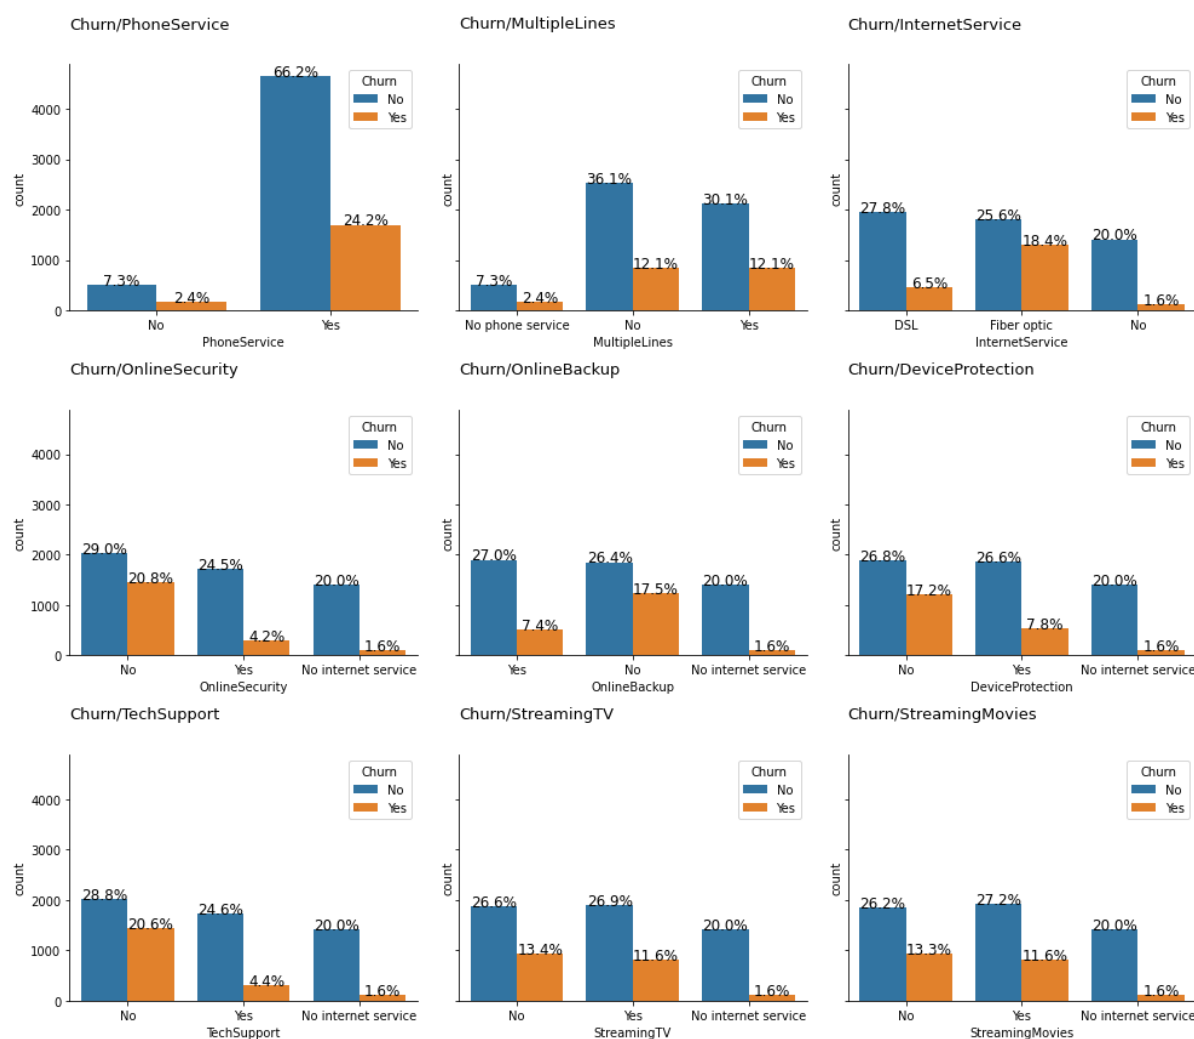 Churn/PhoneService
Churn/MultipleLines
Churn/InternetService
4000
3000
2000
1000
0
count
66.2%
24.2%
7.3%
2.4%
Churn
No
Yes
No
Yes
PhoneService
count
36.1%
30.1%
12.1%
12.1%
7.3%
2.4%
Churn
No
Yes
No phone service
No
Yes
MultipleLines
count
27.8%
25.6%
20.0%
18.4%
6.5%
1.6%
Churn
No
Yes
DSL
Fiber optic
No
InternetService
Churn/OnlineSecurity
Churn/OnlineBackup
Churn/DeviceProtection
4000
3000
2000
1000
0
count
29.0%
20.8%
24.5%
4.2%
20.0%
1.6%
Churn
No
Yes
No
Yes
No internet service
OnlineSecurity
count
27.0%
7.4%
26.4%
17.5%
20.0%
1.6%
Churn
No
Yes
Yes
No
No internet service
OnlineBackup
count
26.8%
17.2%
26.6%
7.8%
20.0%
1.6%
Churn
No
Yes
No
Yes
No internet service
DeviceProtection
Churn/TechSupport
Churn/StreamingTV
Churn/StreamingMovies
4000
3000
2000
1000
0
count
28.8%
20.6%
24.6%
4.4%
20.0%
1.6%
Churn
No
Yes
No
Yes
No internet service
TechSupport
count
26.6%
13.4%
26.9%
11.6%
20.0%
1.6%
Churn
No
Yes
No
Yes
No internet service
StreamingTV
count
26.2%
13.3%
27.2%
11.6%
20.0%
1.6%
Churn
No
Yes
No
Yes
No internet service
StreamingMovies